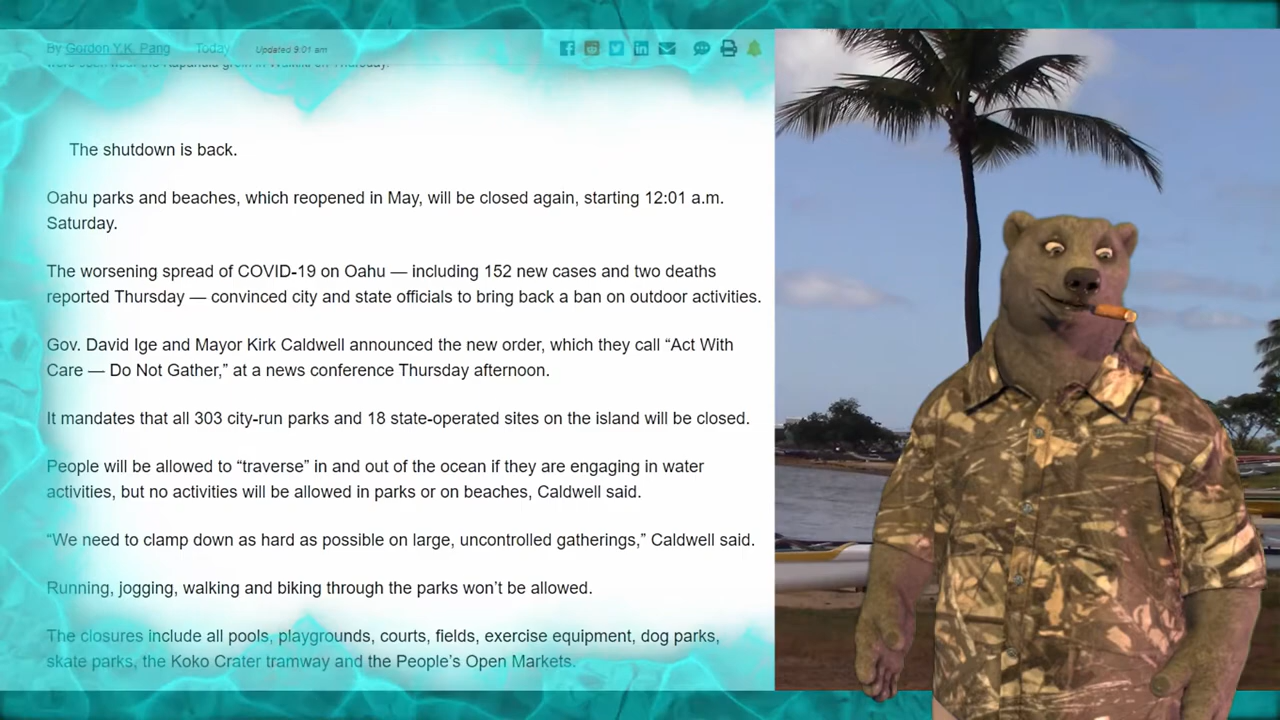 By Gordon Y.K. Pang Today Updated 9:01 am
The shutdown is back.
Oahu parks and beaches, which reopened in May, will be closed again, starting 12:01 a.m.
Saturday.
The worsening spread of COVID-19 on Oahu — including 152 new cases and two deaths
reported Thursday — convinced city and state officials to bring back a ban on outdoor activities.
Gov. David Ige and Mayor Kirk Caldwell announced the new order, which they call “Act With
Care — Do Not Gather,” at a news conference Thursday afternoon.
It mandates that all 303 city-run parks and 18 state-operated sites on the island will be closed.
People will be allowed to “traverse” in and out of the ocean if they are engaging in water
activities, but no activities will be allowed in parks or on beaches, Caldwell said.
“We need to clamp down as hard as possible on large, uncontrolled gatherings,” Caldwell said.
Running, jogging, walking and biking through the parks won’t be allowed.
The closures include all pools, playgrounds, courts, fields, exercise equipment, dog parks,
skate parks, the Koko Crater tramway and the People’s Open Markets.